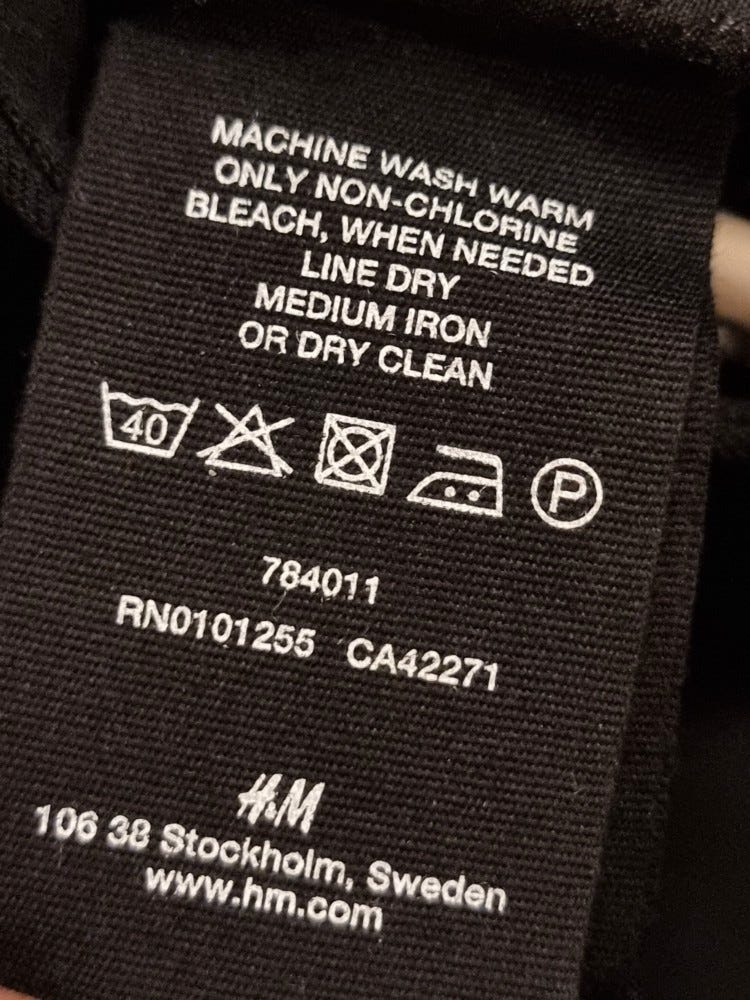 MACHINE WASH WARM
ONLY NON-CHLORINE
BLEACH, WHEN NEEDED
LINE DRY
MEDIUM IRON
OR DRY CLEAN
40 P
784011
RN0101255 CA42271
H&M
106 38 Stockholm, Sweden
www.hm.com